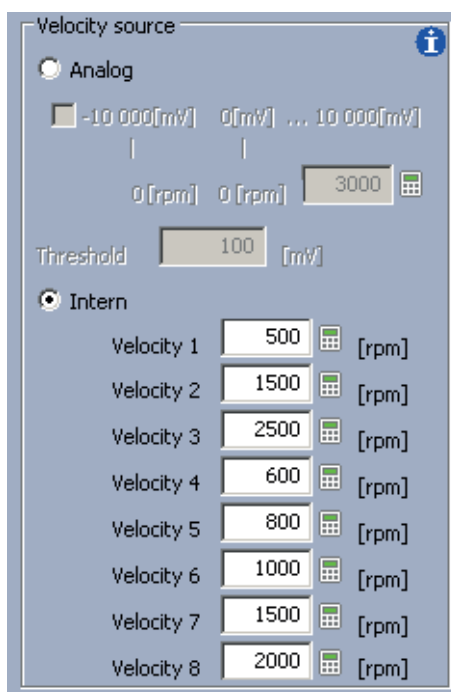 Velocity source
Analog
-10 000[mV] 0[mV] ... 10 000[mV]
0 [rpm] 0 [rpm] 3000
Threshold 100 [mV]
Intern
Velocity 1 500 [rpm]
Velocity 2 1500 [rpm]
Velocity 3 2500 [rpm]
Velocity 4 600 [rpm]
Velocity 5 800 [rpm]
Velocity 6 1000 [rpm]
Velocity 7 1500 [rpm]
Velocity 8 2000 [rpm]